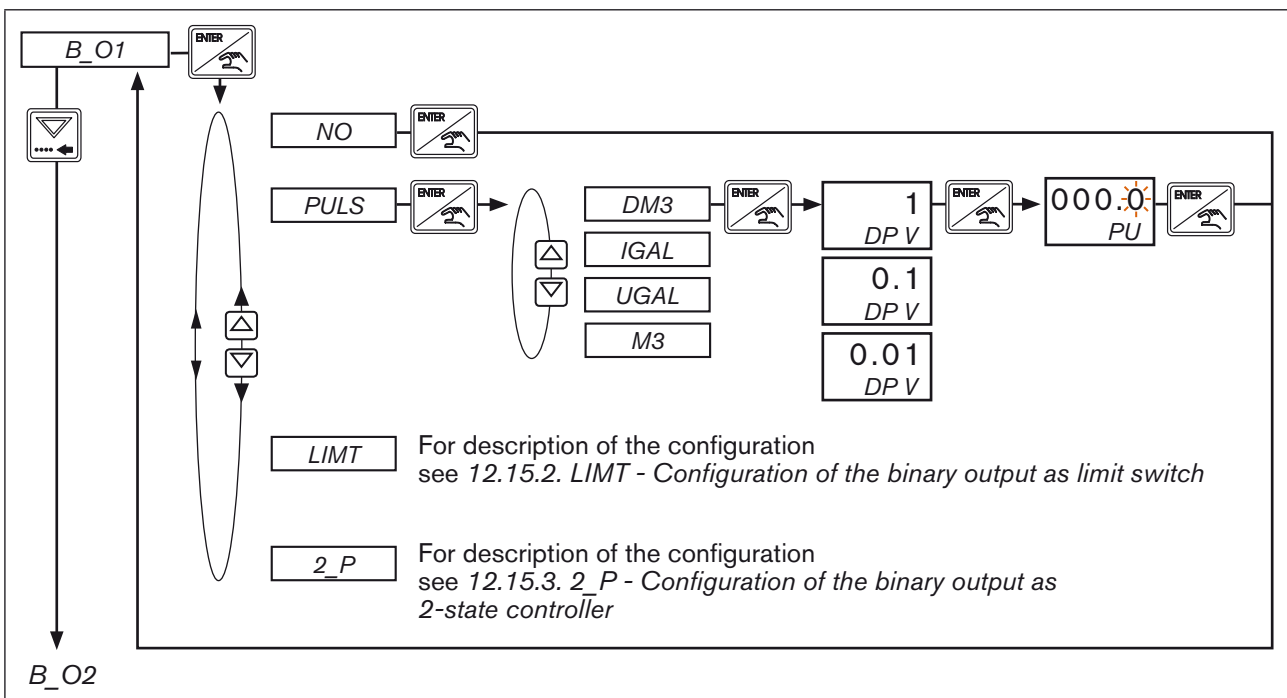 B_O1
ENTER
NO
ENTER
PULS
ENTER
DM3
IGAL
UGAL
M3
ENTER
1
DP V
0.1
DP V
0.01
DP V
ENTER
000.0
PU
ENTER
LIMT
For description of the configuration
see 12.15.2. LIMT - Configuration of the binary output as limit switch
2_P
For description of the configuration
see 12.15.3. 2_P - Configuration of the binary output as
2-state controller
B_O2